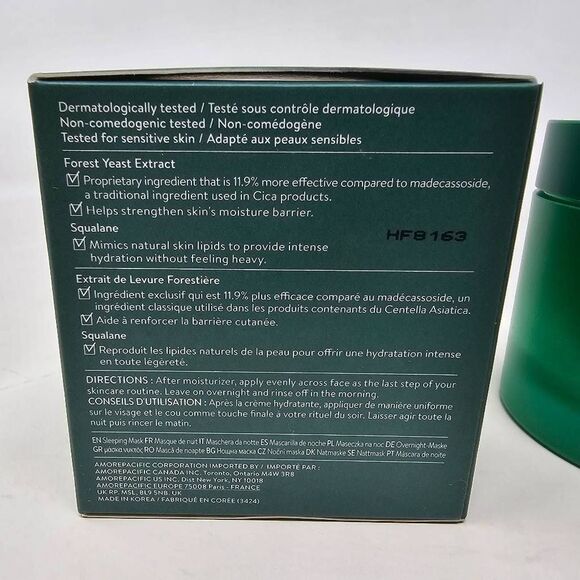 Dermatologically tested / Testé sous contrôle dermatologique
Non-comedogenic tested / Non-comédogène
Tested for sensitive skin / Adapté aux peaux sensibles
Forest Yeast Extract
Proprietary ingredient that is 11.9% more effective compared to madecassoside,
a traditional ingredient used in Cica products.
Helps strengthen skin's moisture barrier.
Squalane
Mimics natural skin lipids to provide intense
hydration without feeling heavy.
HF8163
Extrait de Levure Forestière
Ingrédient exclusif qui est 11.9% plus efficace comparé au madécassoside, un
ingrédient classique utilisé dans les produits contenants du Centella Asiatica.
Aide à renforcer la barrière cutanée.
Squalane
Reproduit les lipides naturels de la peau pour offrir une hydratation intense
en toute légèreté.
DIRECTIONS : After moisturizer, apply evenly across face as the last step of your
skincare routine. Leave on overnight and rinse off in the morning.
CONSEILS D'UTILISATION : Après la crème hydratante, appliquer de manière uniforme
sur le visage et le cou comme touche finale à votre rituel du soir. Laisser agir toute la
nuit puis rincer le matin.
EN Sleeping Mask FR Masque de nuit IT Maschera da notte ES Mascarilla de noche PL Maseczka na noc DE Overnight-Maske
GR μάσκα νυκτός RO Mască de noapte BG Нощна маска CZ Noční maska DK Natmaske SE Nattmask PT Máscara de noite
AMOREPACIFIC CORPORATION IMPORTED BY / IMPORTÉ PAR :
AMOREPACIFIC CANADA INC. Toronto, Ontario M4W 3R8
AMOREPACIFIC US INC. Dist New York, NY 10018
AMOREPACIFIC EUROPE 75008 Paris - FRANCE
UK RP, MSL, BL9 5NB, UK
MADE IN KOREA / FABRIQUÉ EN CORÉE (3424)